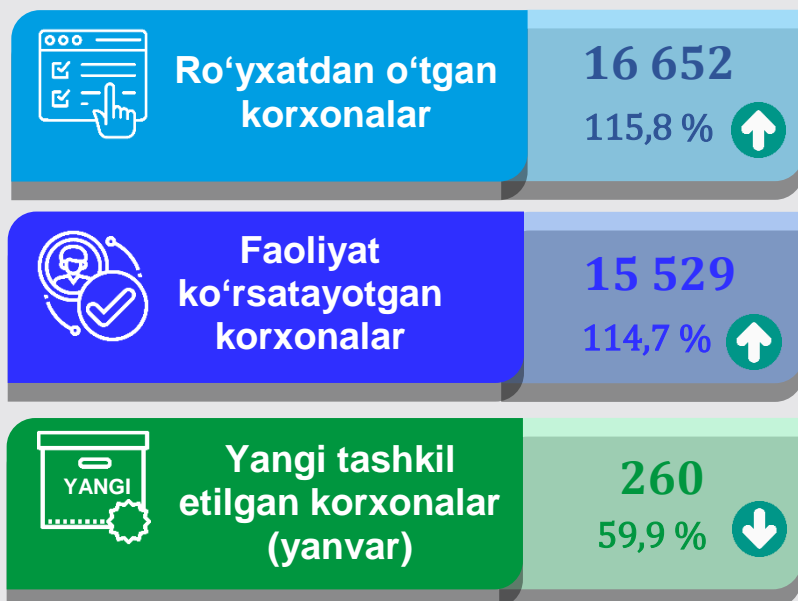 Ro‘yxatdan o‘tgan
korxonalar
16 652
115,8 %
Faoliyat
ko‘rsatayotgan
korxonalar
15 529
114,7 %
YANGI
Yangi tashkil
etilgan korxonalar
(yanvar)
260
59,9 %